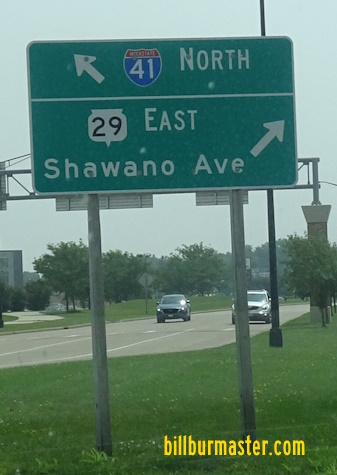 INTERSTATE
41 NORTH
29 EAST
Shawano Ave
billburmaster.com